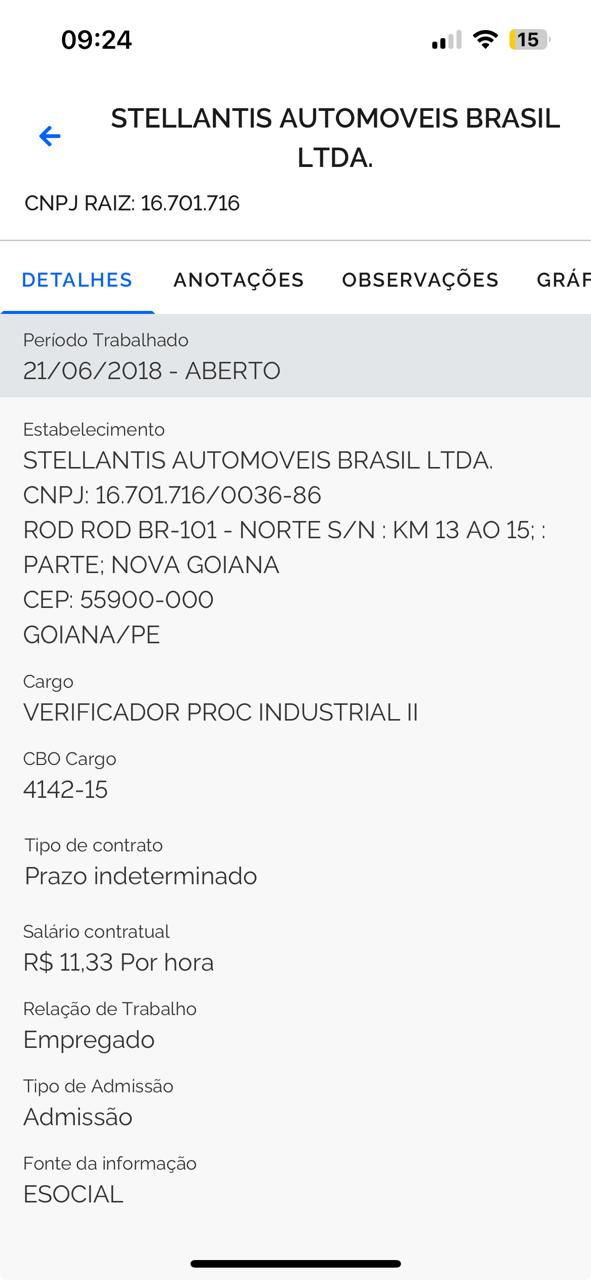 09:24
15
STELLANTIS AUTOMOVEIS BRASIL
LTDA.
CNPJ RAIZ: 16.701.716
DETALHES ANOTAÇÕES OBSERVAÇÕES GRÁF
Período Trabalhado
21/06/2018 - ABERTO
Estabelecimento
STELLANTIS AUTOMOVEIS BRASIL LTDA.
CNPJ: 16.701.716/0036-86
ROD ROD BR-101 - NORTE S/N : KM 13 AO 15; :
PARTE; NOVA GOIANA
CEP: 55900-000
GOIANA/PE
Cargo
VERIFICADOR PROC INDUSTRIAL II
CBO Cargo
4142-15
Tipo de contrato
Prazo indeterminado
Salário contratual
R$ 11,33 Por hora
Relação de Trabalho
Empregado
Tipo de Admissão
Admissão
Fonte da informação
ESOCIAL